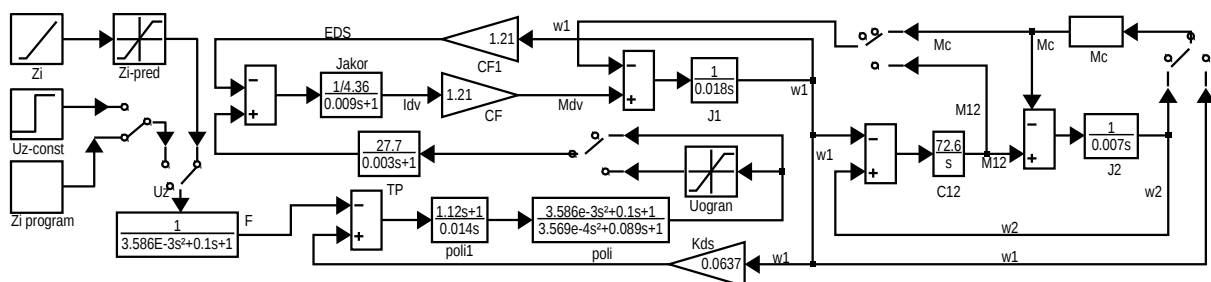 Zi
Zi-pred
Uz-const
Zi program
Uz
1
3.586E-3s²+0.1s+1
F
EDS
−
+
Jakor
1/4.36
0.009s+1
Idv
1.21
CF
Mdv
1.21
CF1
w1
−
+
1
0.018s
J1
w1
27.7
0.003s+1
TP
−
+
1.12s+1
0.014s
poli1
3.586e-3s²+0.1s+1
3.569e-4s²+0.089s+1
poli
Uogran
Kds
0.0637
w1
w1
−
+
72.6
s
C12
M12
M12
Mc
Mc
Mc
−
+
1
0.007s
J2
w2
w2
w1